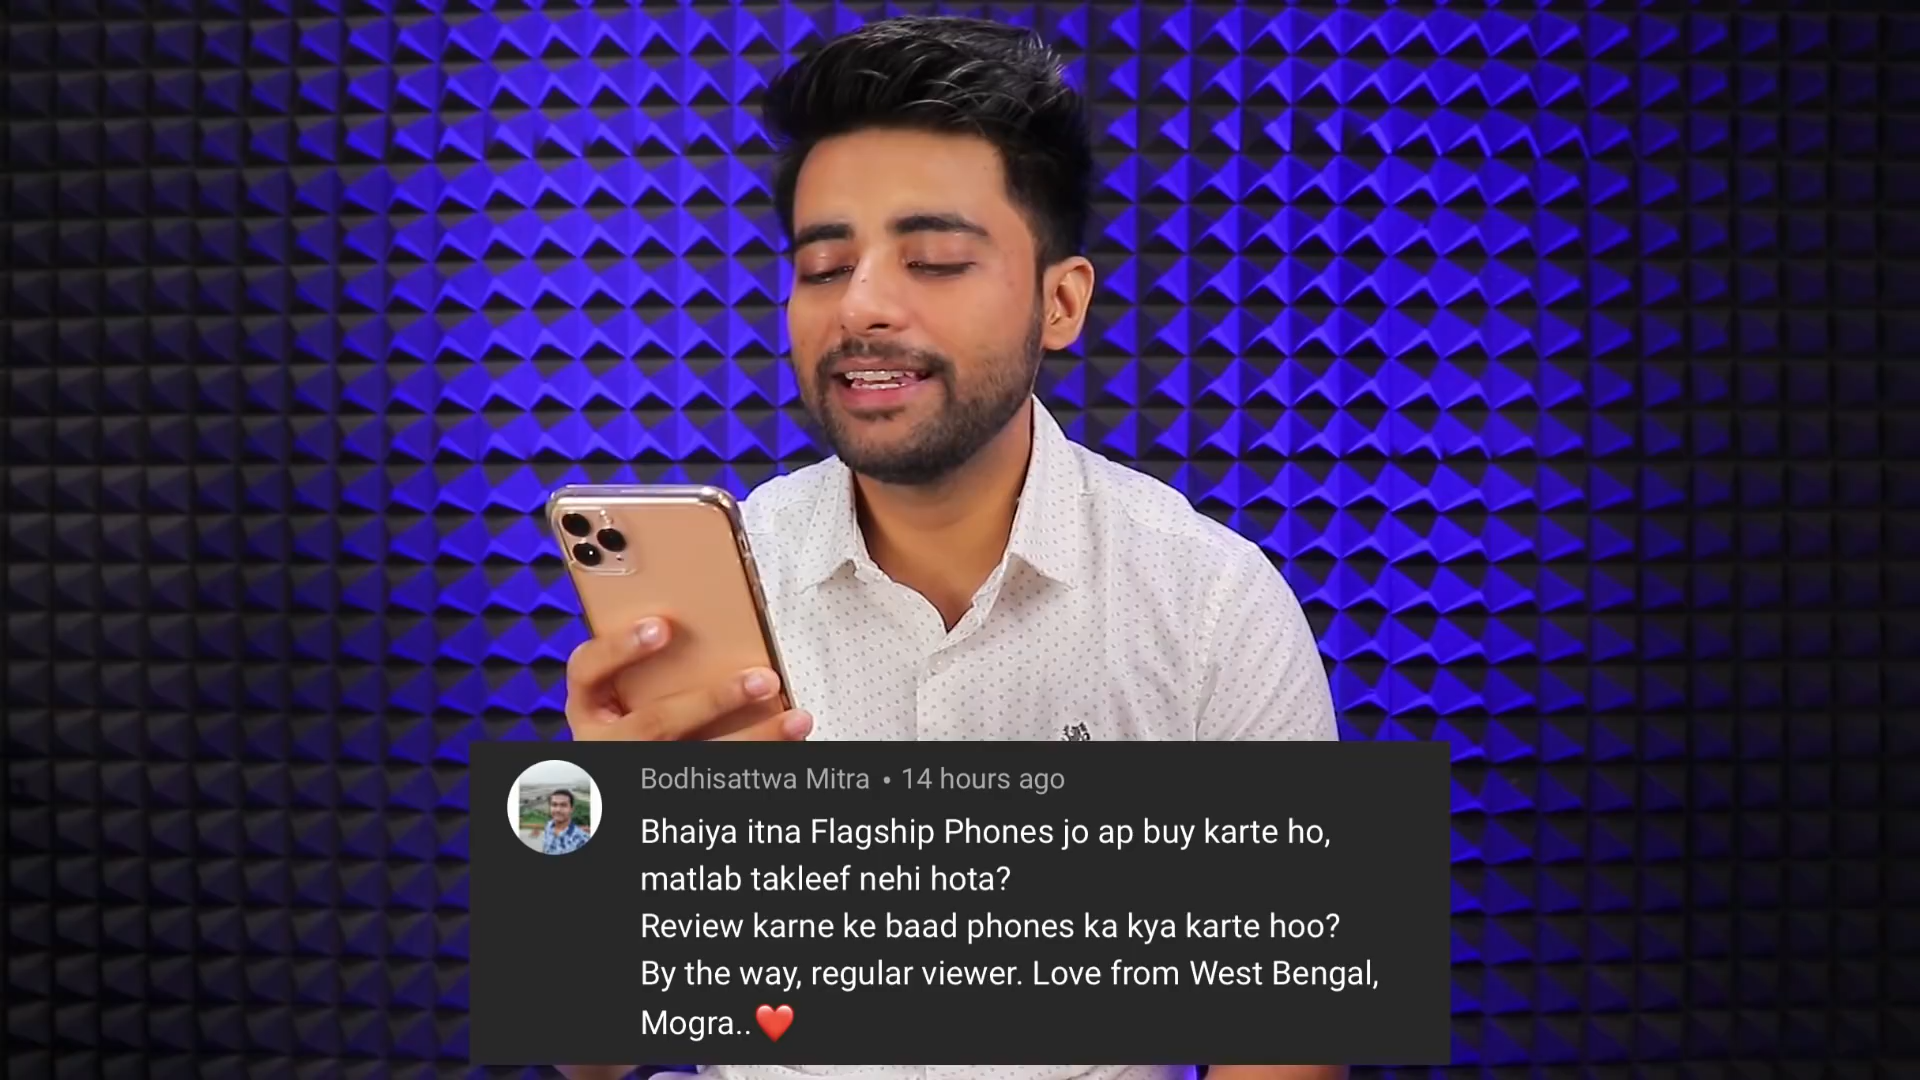 Bodhisattwa Mitra • 14 hours ago
Bhaiya itna Flagship Phones jo ap buy karte ho,
matlab takleef nehi hota?
Review karne ke baad phones ka kya karte hoo?
By the way, regular viewer. Love from West Bengal,
Mogra..❤️